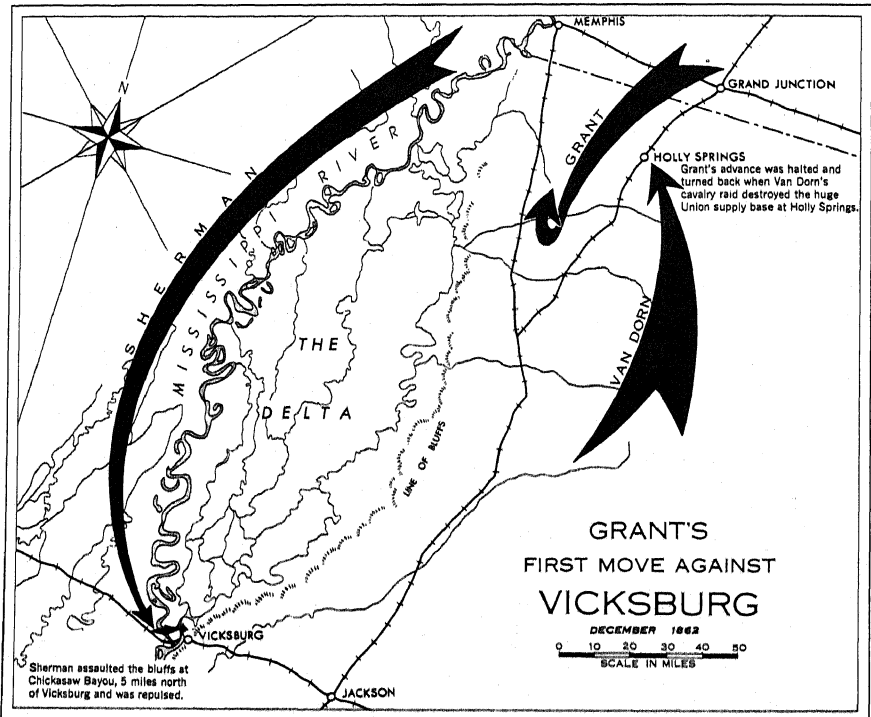 N
MEMPHIS
GRAND JUNCTION
GRANT
HOLLY SPRINGS
Grant's advance was halted and
turned back when Van Dorn's
cavalry raid destroyed the huge
Union supply base at Holly Springs.
SHERMAN
MISSISSIPPI RIVER
THE
DELTA
VAN DORN
LINE OF BLUFFS
GRANT'S
FIRST MOVE AGAINST
VICKSBURG
DECEMBER 1862
0 10 20 30 40 50
SCALE IN MILES
VICKSBURG
Sherman assaulted the bluffs at
Chickasaw Bayou, 5 miles north
of Vicksburg and was repulsed.
JACKSON